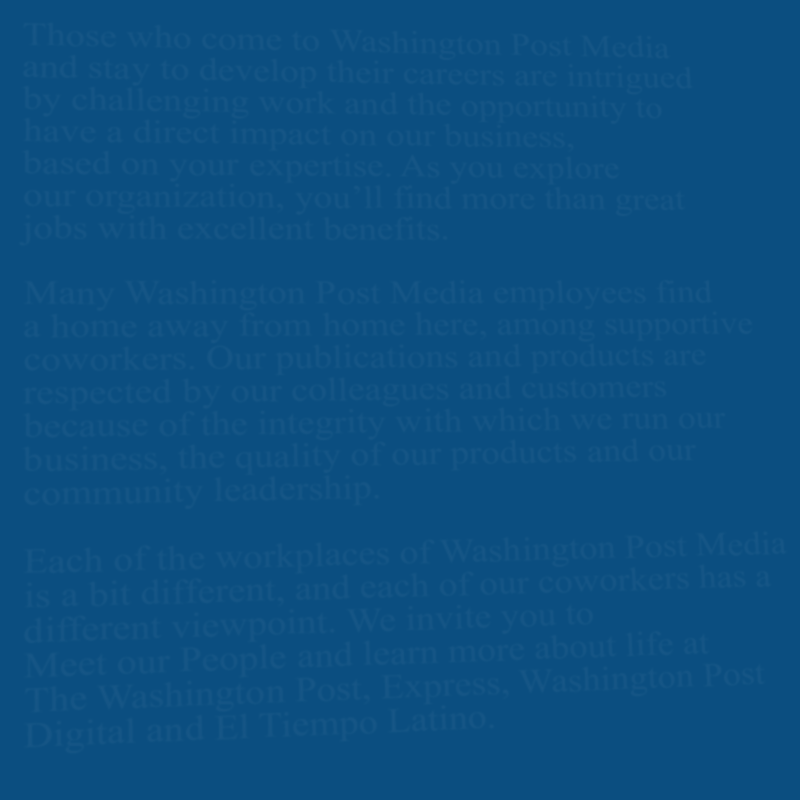 Those who come to Washington Post Media
and stay to develop their careers are intrigued
by challenging work and the opportunity to
have a direct impact on our business,
based on your expertise. As you explore
our organization, you`ll find more than great
jobs with excellent benefits.
Many Washington Post Media employees find
a home away from home here, among supportive
coworkers. Our publications and products are
respected by our colleagues and customers
because of the integrity with which we run our
business, the quality of our products and our
community leadership.
Each of the workplaces of Washington Post Media
is a bit different, and each of our coworkers has a
different viewpoint. We invite you to
Meet our People and learn more about life at
The Washington Post, Express, Washington Post
Digital and El Tiempo Latino.